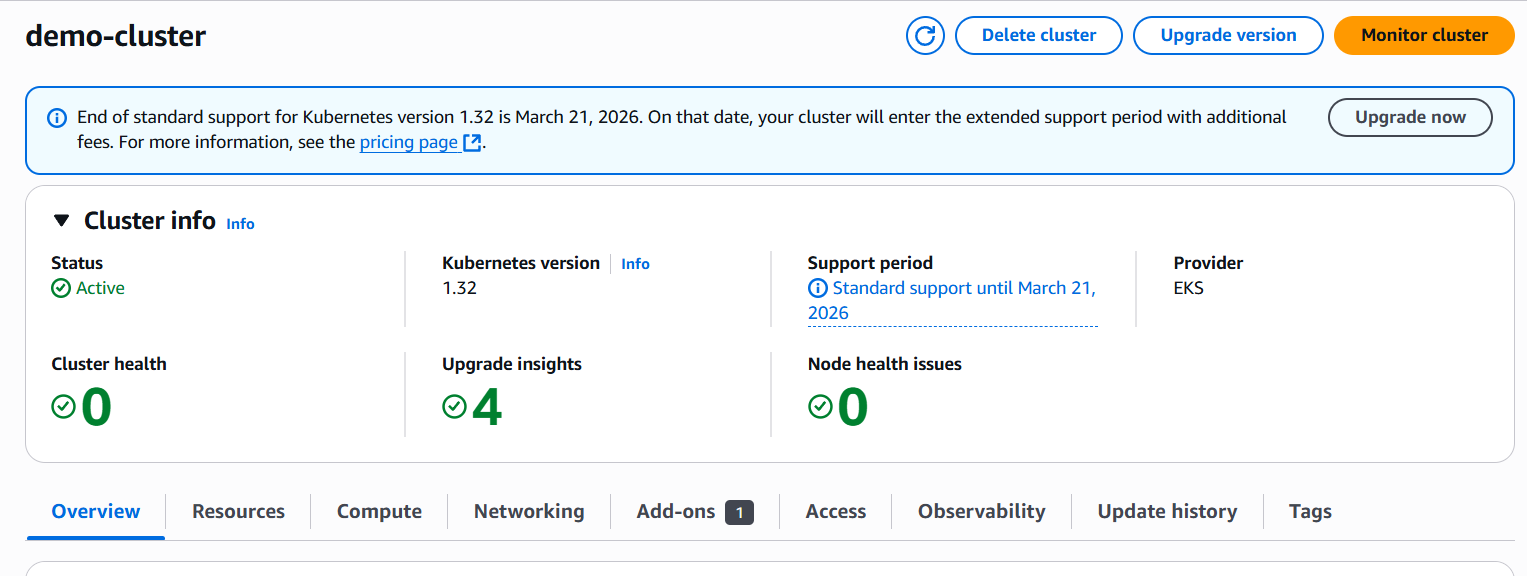 demo-cluster
Delete cluster
Upgrade version
Monitor cluster
End of standard support for Kubernetes version 1.32 is March 21, 2026. On that date, your cluster will enter the extended support period with additional
fees. For more information, see the pricing page.
Upgrade now
Cluster info Info
Status
Active
Kubernetes version Info
1.32
Support period
Standard support until March 21,
2026
Provider
EKS
Cluster health
0
Upgrade insights
4
Node health issues
0
Overview
Resources
Compute
Networking
Add-ons 1
Access
Observability
Update history
Tags